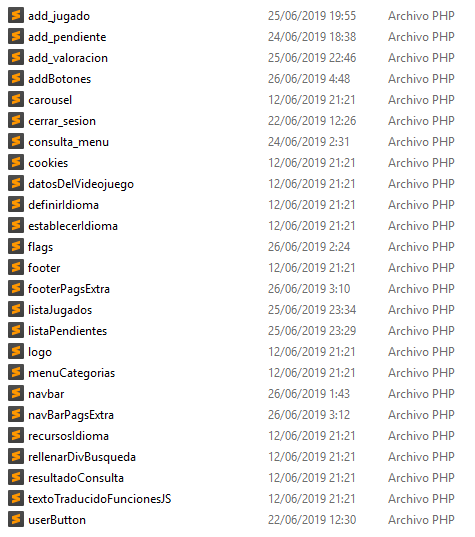 add_jugado 25/06/2019 19:55 Archivo PHP
add_pendiente 24/06/2019 18:38 Archivo PHP
add_valoracion 25/06/2019 22:46 Archivo PHP
addBotones 26/06/2019 4:48 Archivo PHP
carousel 12/06/2019 21:21 Archivo PHP
cerrar_sesion 22/06/2019 12:26 Archivo PHP
consulta_menu 24/06/2019 2:31 Archivo PHP
cookies 12/06/2019 21:21 Archivo PHP
datosDelVideojuego 12/06/2019 21:21 Archivo PHP
definirIdioma 12/06/2019 21:21 Archivo PHP
establecerIdioma 12/06/2019 21:21 Archivo PHP
flags 26/06/2019 2:24 Archivo PHP
footer 12/06/2019 21:21 Archivo PHP
footerPagsExtra 26/06/2019 3:10 Archivo PHP
listaJugados 25/06/2019 23:34 Archivo PHP
listaPendientes 25/06/2019 23:29 Archivo PHP
logo 12/06/2019 21:21 Archivo PHP
menuCategorias 12/06/2019 21:21 Archivo PHP
navbar 26/06/2019 1:43 Archivo PHP
navBarPagsExtra 26/06/2019 3:12 Archivo PHP
recursosIdioma 12/06/2019 21:21 Archivo PHP
rellenarDivBusqueda 12/06/2019 21:21 Archivo PHP
resultadoConsulta 12/06/2019 21:21 Archivo PHP
textoTraducidoFuncionesJS 12/06/2019 21:21 Archivo PHP
userButton 22/06/2019 12:30 Archivo PHP